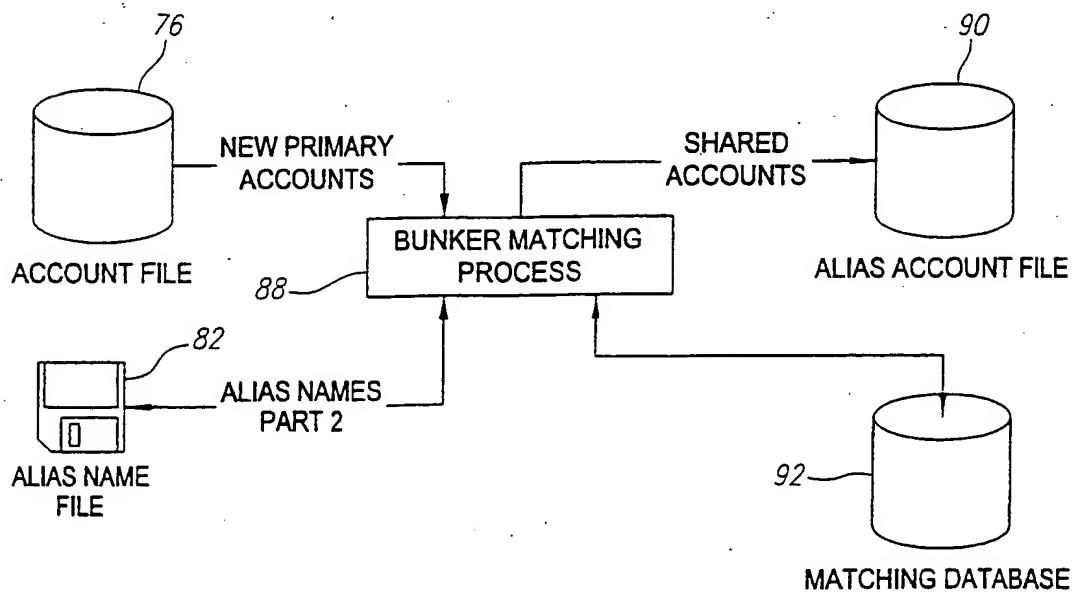 76
90
NEW PRIMARY
ACCOUNTS
SHARED
ACCOUNTS
ACCOUNT FILE
BUNKER MATCHING
PROCESS
ALIAS ACCOUNT FILE
88
82
ALIAS NAMES
PART 2
ALIAS NAME
FILE
92
MATCHING DATABASE